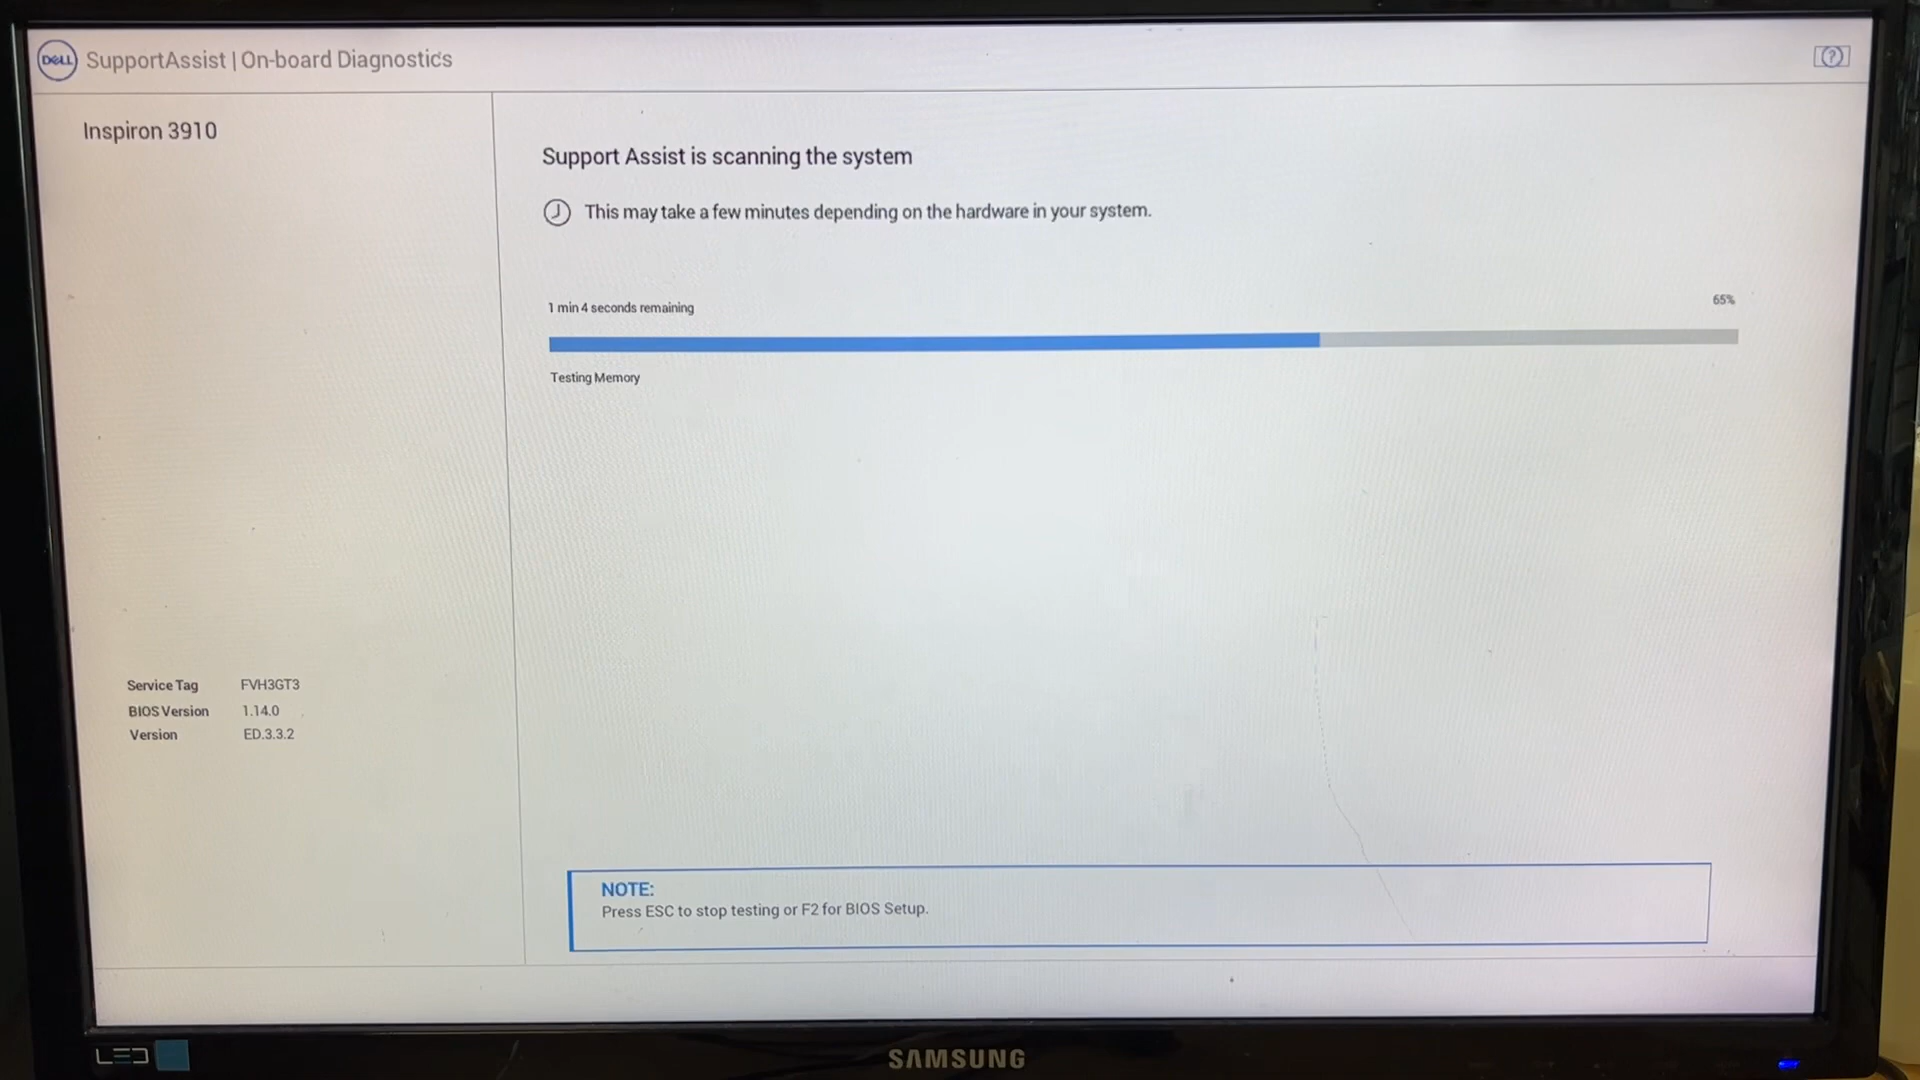 DELL SupportAssist | On-board Diagnostics
?
Inspiron 3910
Support Assist is scanning the system
This may take a few minutes depending on the hardware in your system.
1 min 4 seconds remaining
65%
Testing Memory
Service Tag FVH3GT3
BIOS Version 1.14.0
Version ED.3.3.2
NOTE:
Press ESC to stop testing or F2 for BIOS Setup.
LED
SAMSUNG